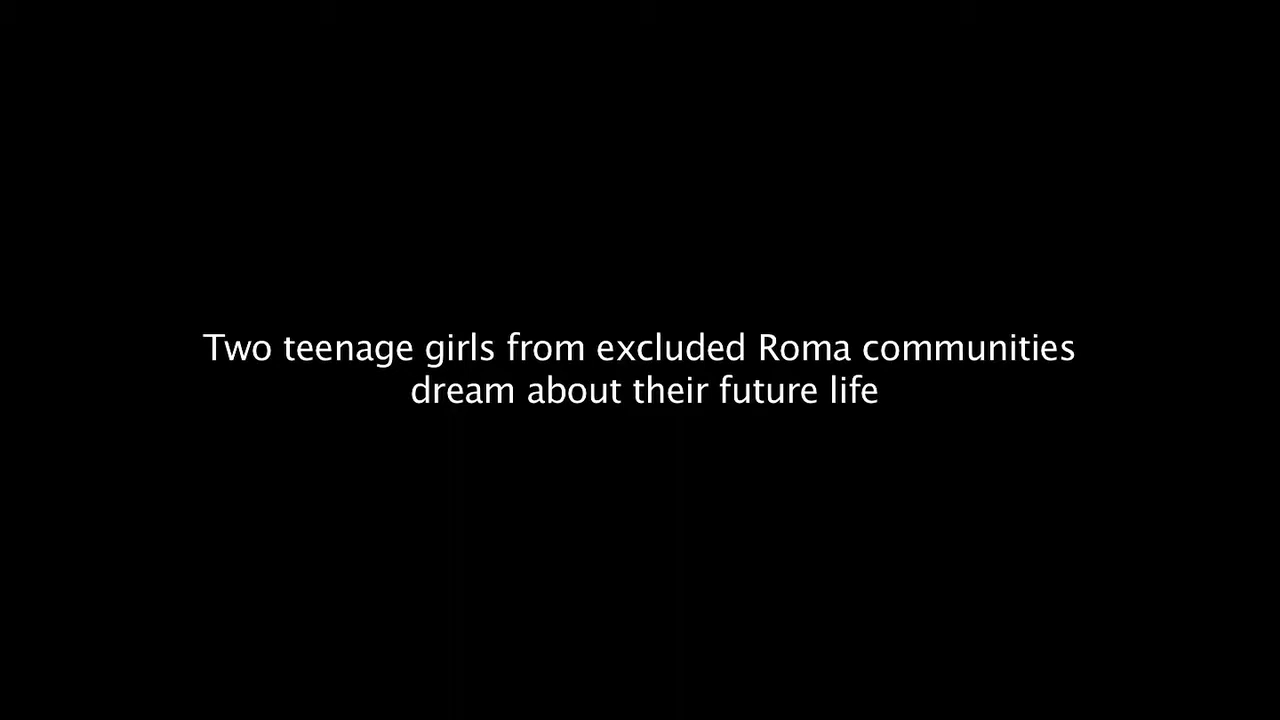 Two teenage girls from excluded Roma communities
dream about their future life